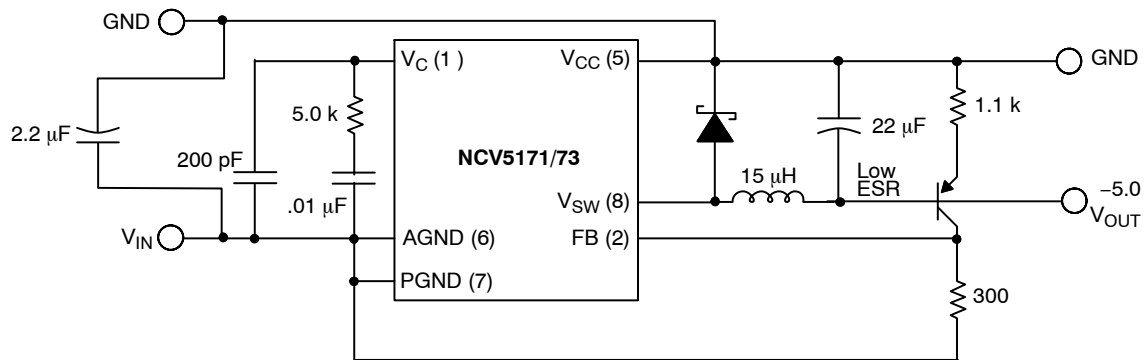 GND
V_C (1 )
V_CC (5)
GND
5.0 k
1.1 k
2.2 μF
22 μF
200 pF
NCV5171/73
15 μH
Low
ESR
−5.0
V_OUT
.01 μF
V_SW (8)
V_IN
AGND (6)
FB (2)
PGND (7)
300